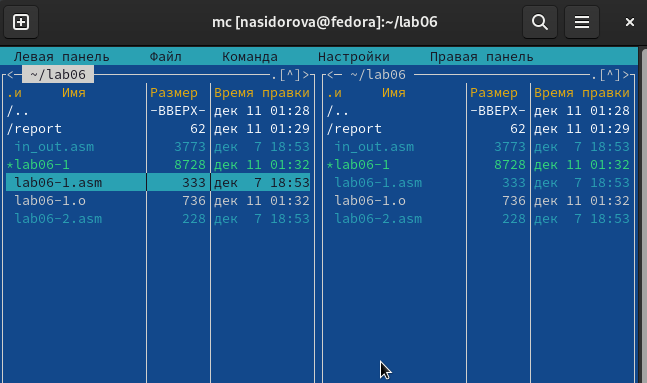 mc [nasidorova@fedora]:~/lab06
Левая панель Файл Команда Настройки Правая панель
<─ ~/lab06 .[^]> <─ ~/lab06 .[^]>
.и Имя Размер Время правки .и Имя Размер Время правки
/.. -ВВЕРХ- дек 11 01:28 /.. -ВВЕРХ- дек 11 01:28
/report 62 дек 11 01:29 /report 62 дек 11 01:29
in_out.asm 3773 дек 7 18:53 in_out.asm 3773 дек 7 18:53
*lab06-1 8728 дек 11 01:32 *lab06-1 8728 дек 11 01:32
lab06-1.asm 333 дек 7 18:53 lab06-1.asm 333 дек 7 18:53
lab06-1.o 736 дек 11 01:32 lab06-1.o 736 дек 11 01:32
lab06-2.asm 228 дек 7 18:53 lab06-2.asm 228 дек 7 18:53